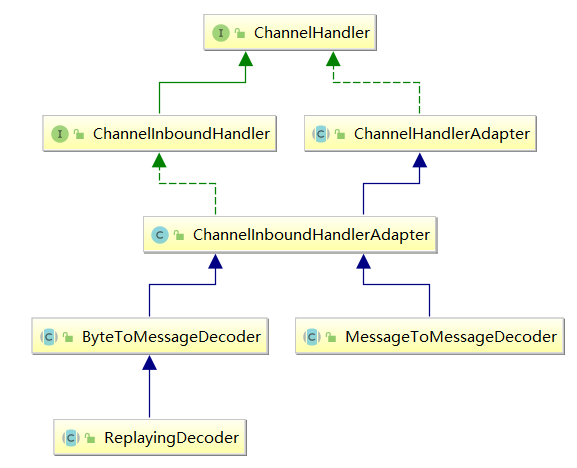 I ChannelHandler
I ChannelInboundHandler
C ChannelHandlerAdapter
C ChannelInboundHandlerAdapter
C ByteToMessageDecoder
C MessageToMessageDecoder
C ReplayingDecoder